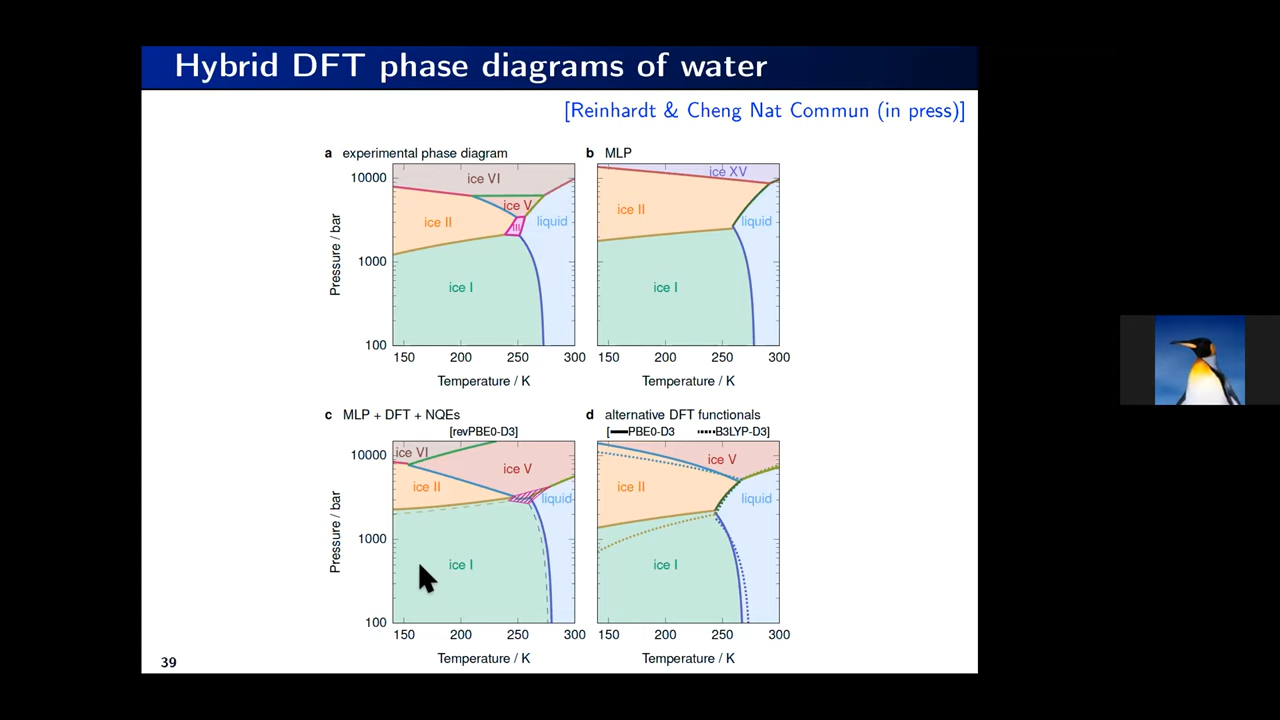 Hybrid DFT phase diagrams of water
[Reinhardt & Cheng Nat Commun (in press)]
a experimental phase diagram
10000
1000
100
Pressure / bar
ice VI
ice V
ice II
III
liquid
ice I
150 200 250 300
Temperature / K
b MLP
ice XV
ice II
liquid
ice I
150 200 250 300
Temperature / K
c MLP + DFT + NQEs
[revPBE0-D3]
10000
1000
100
Pressure / bar
ice VI
ice V
ice II
liquid
ice I
150 200 250 300
Temperature / K
d alternative DFT functionals
[PBE0-D3 B3LYP-D3]
ice V
ice II
liquid
ice I
150 200 250 300
Temperature / K
39